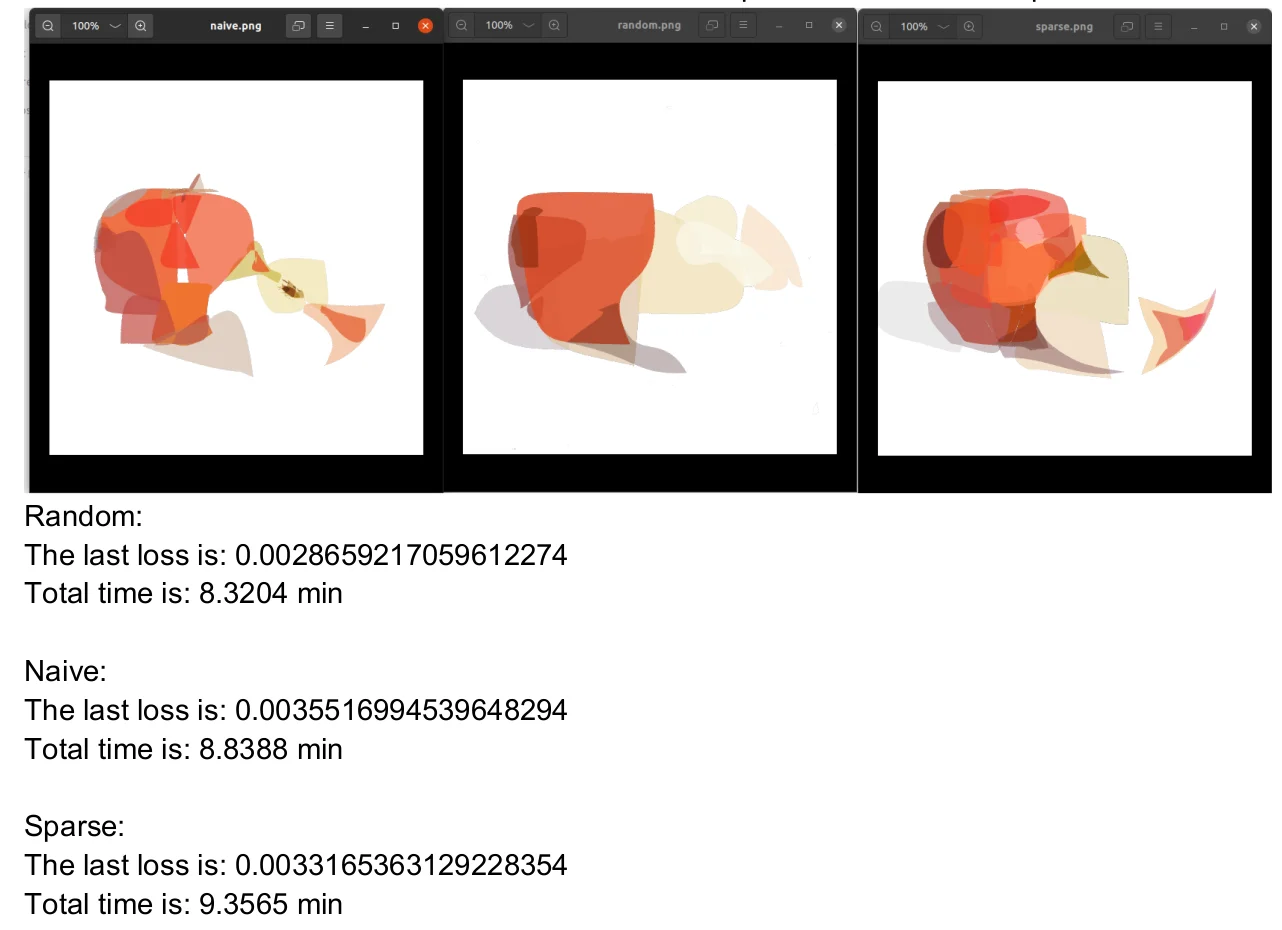 100%
naive.png
100%
random.png
100%
sparse.png
Random:
The last loss is: 0.0028659217059612274
Total time is: 8.3204 min
Naive:
The last loss is: 0.0035516994539648294
Total time is: 8.8388 min
Sparse:
The last loss is: 0.0033165363129228354
Total time is: 9.3565 min